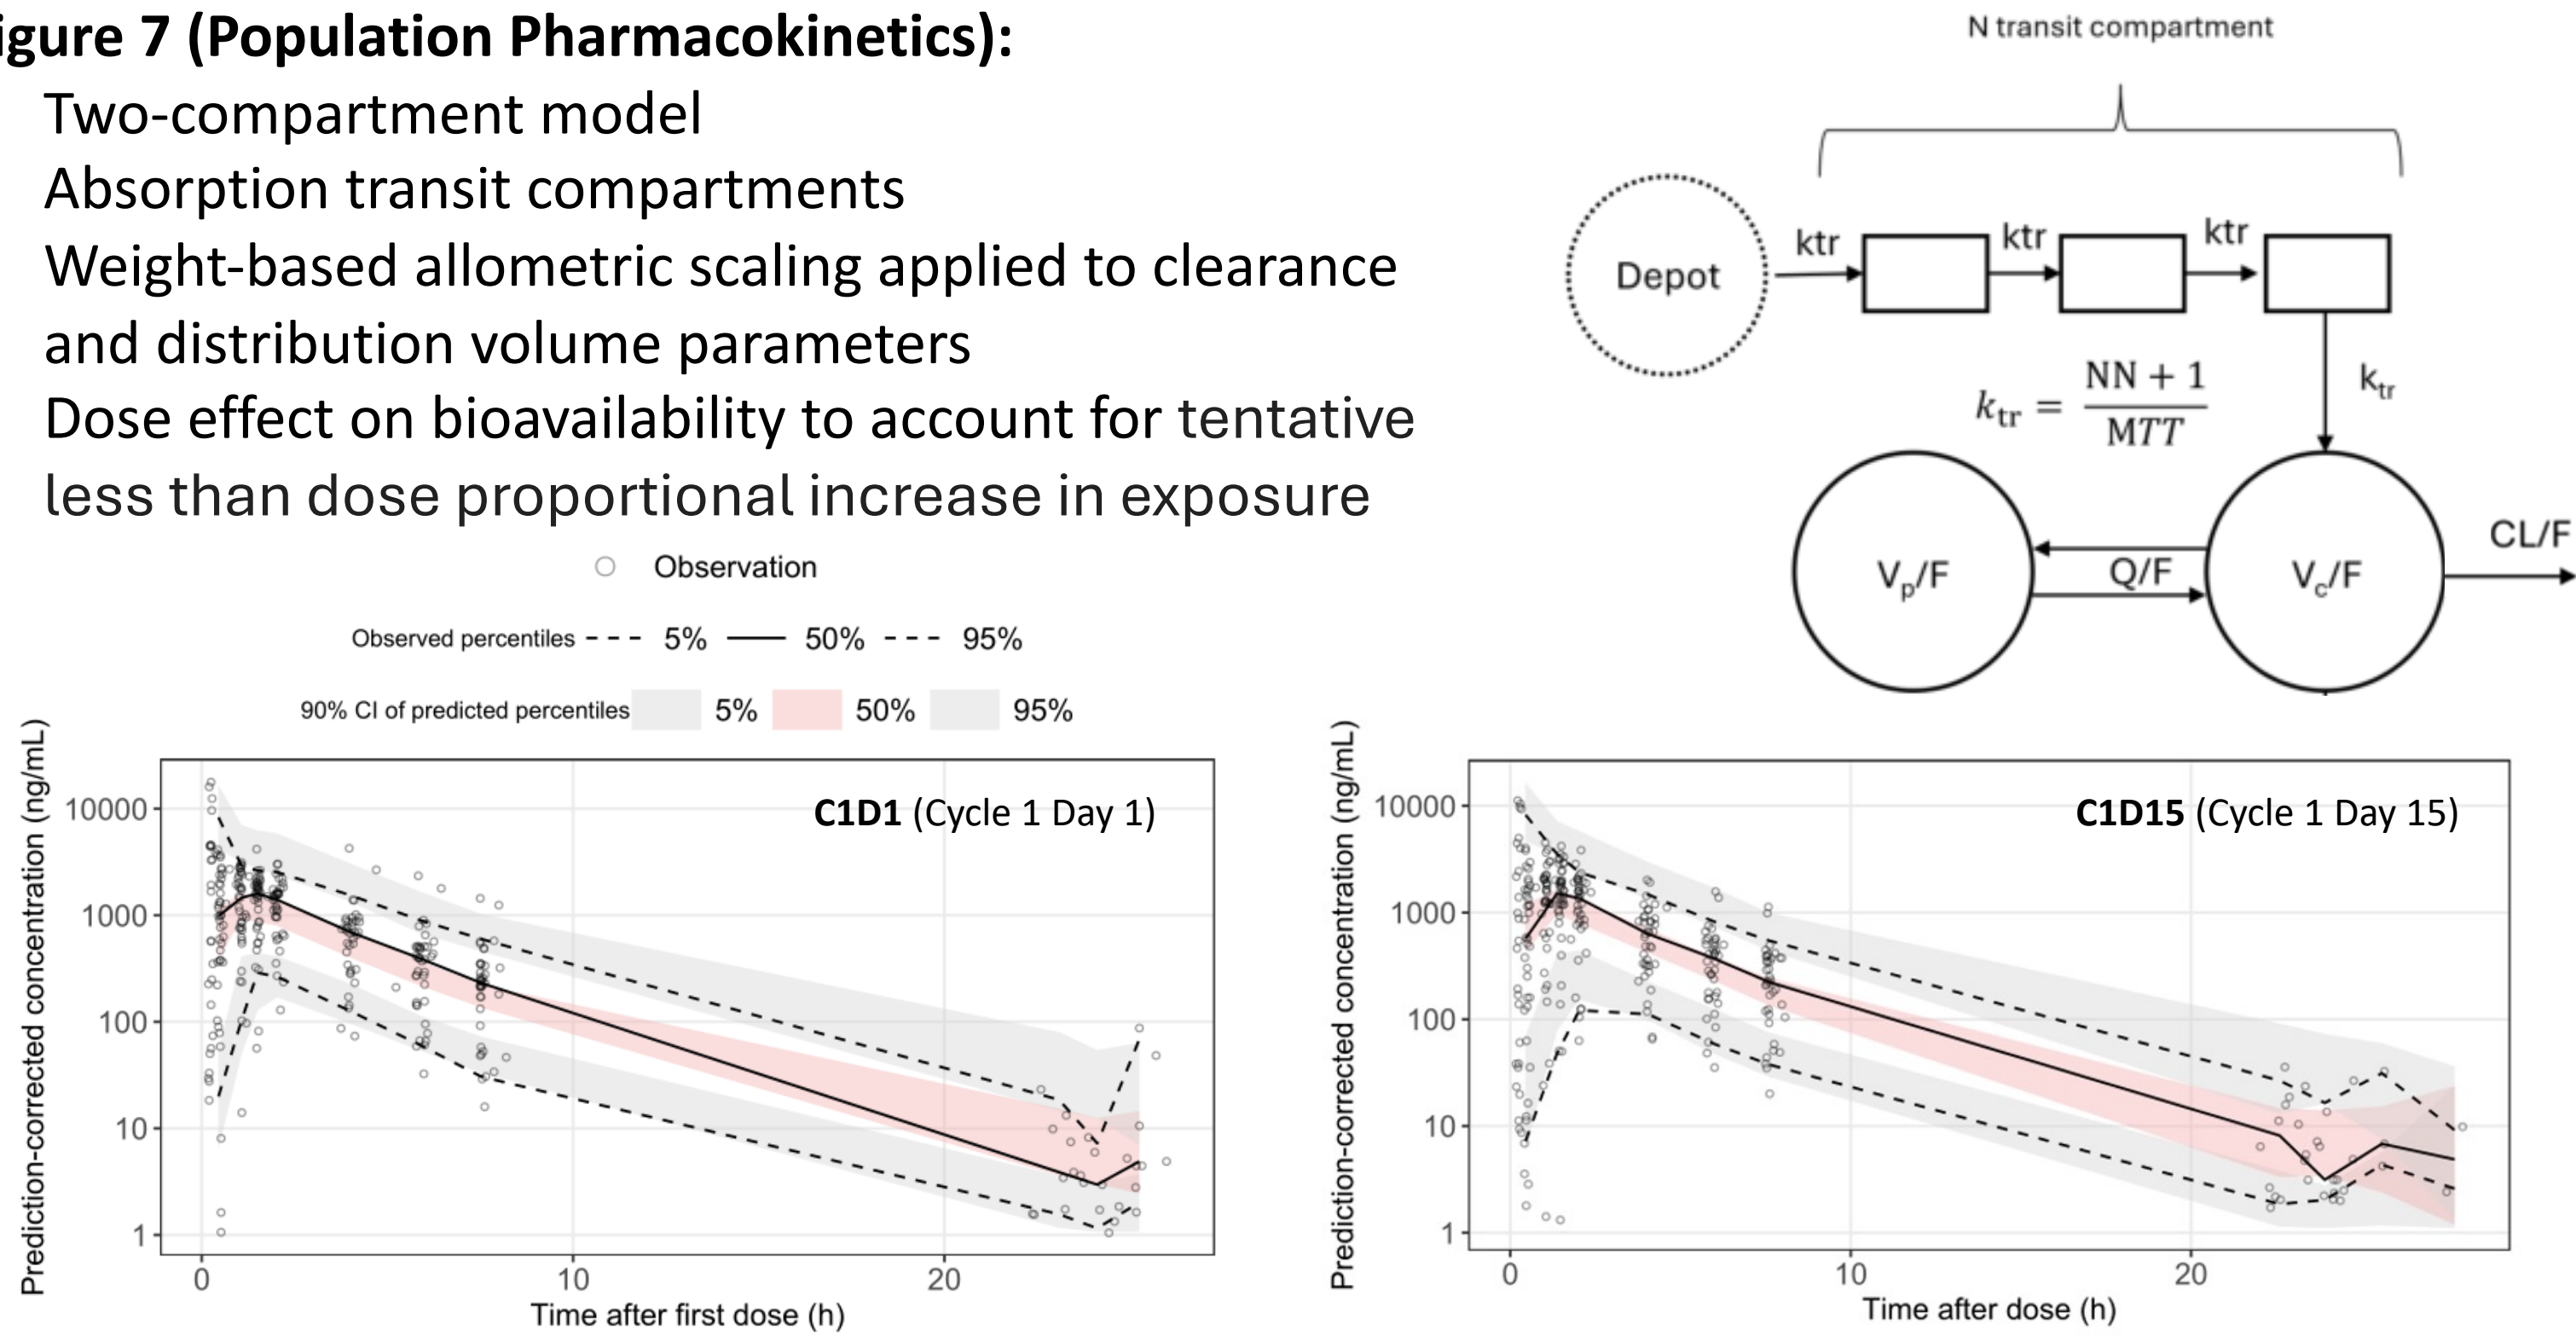 igure 7 (Population Pharmacokinetics):
Two-compartment model
Absorption transit compartments
Weight-based allometric scaling applied to clearance
and distribution volume parameters
Dose effect on bioavailability to account for tentative
less than dose proportional increase in exposure
N transit compartment
Depot
ktr
ktr
ktr
k_tr = (NN + 1) / MTT
k_tr
V_p/F
Q/F
V_c/F
CL/F
Observation
Observed percentiles 5% 50% 95%
90% CI of predicted percentiles 5% 50% 95%
Prediction-corrected concentration (ng/mL)
C1D1 (Cycle 1 Day 1)
10000
1000
100
10
1
0 10 20
Time after first dose (h)
Prediction-corrected concentration (ng/mL)
C1D15 (Cycle 1 Day 15)
10000
1000
100
10
1
0 10 20
Time after dose (h)